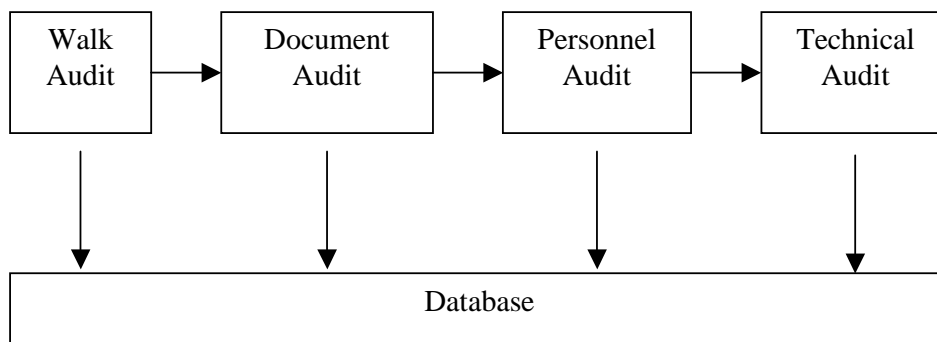 Walk
Audit
Document
Audit
Personnel
Audit
Technical
Audit
Database